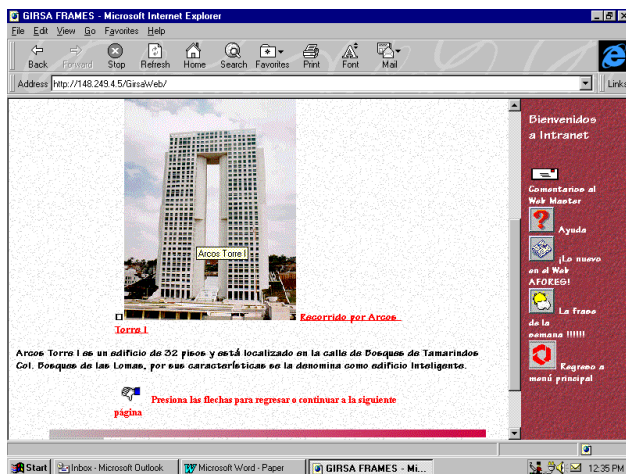 GIRSA FRAMES - Microsoft Internet Explorer
File Edit View Go Favorites Help
Back Forward Stop Refresh Home Search Favorites Print Font Mail
Address http://148.249.4.5/GirsaWeb/ Links
Arcos Torre I
Recorrido por Arcos
Torre I
Arcos Torre I es un edificio de 32 pisos y está localizado en la calle de Bosques de Tamarindos
Col. Bosques de las Lomas, por sus características se la denomina como edificio Inteligente.
Presiona las flechas para regresar o continuar a la siguiente
página
Bienvenidos
a Intranet
Comentarios al
Web Master
Ayuda
¡Lo nuevo
en el Web
AFORES!
La frase
de la
semana !!!!!!
Regreso a
menú principal
Start Inbox - Microsoft Outlook Microsoft Word - Paper GIRSA FRAMES - Mi... 12:35 PM